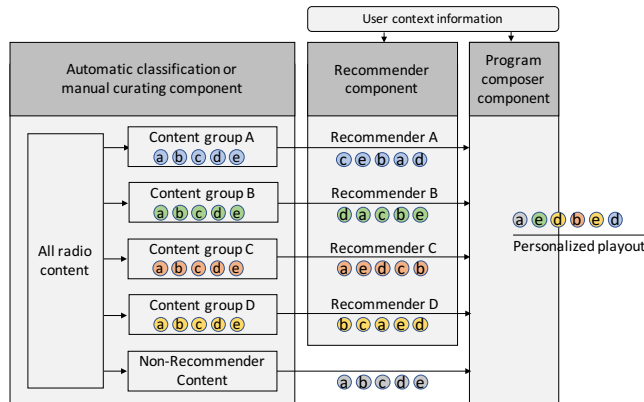 User context information
Automatic classification or
manual curating component
Recommender
component
Program
composer
component
All radio
content
Content group A
a b c d e
Recommender A
c e b a d
Content group B
a b c d e
Recommender B
d a c b e
Content group C
a b c d e
Recommender C
a e d c b
Content group D
a b c d e
Recommender D
b c a e d
Non-Recommender
Content
a b c d e
a e d b e d
Personalized playout